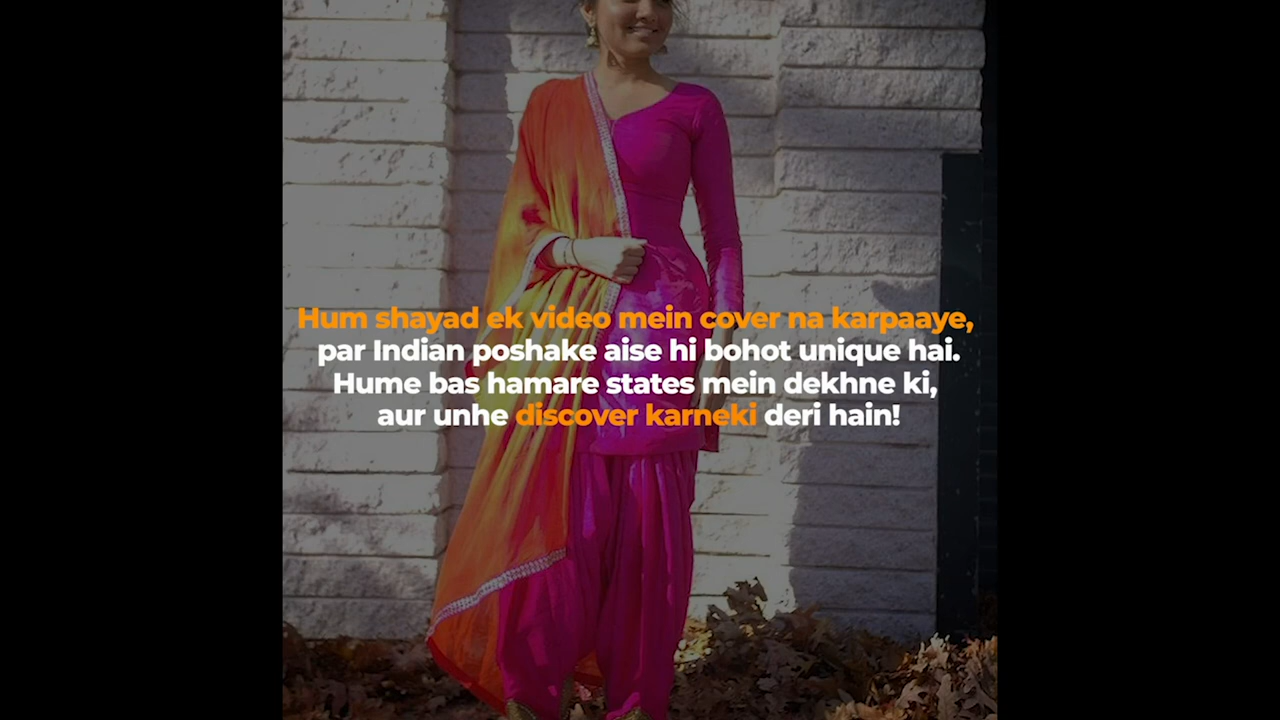 Hum shayad ek video mein cover na karpaaye,
par Indian poshake aise hi bohot unique hai.
Hume bas hamare states mein dekhne ki,
aur unhe discover karneki deri hain!